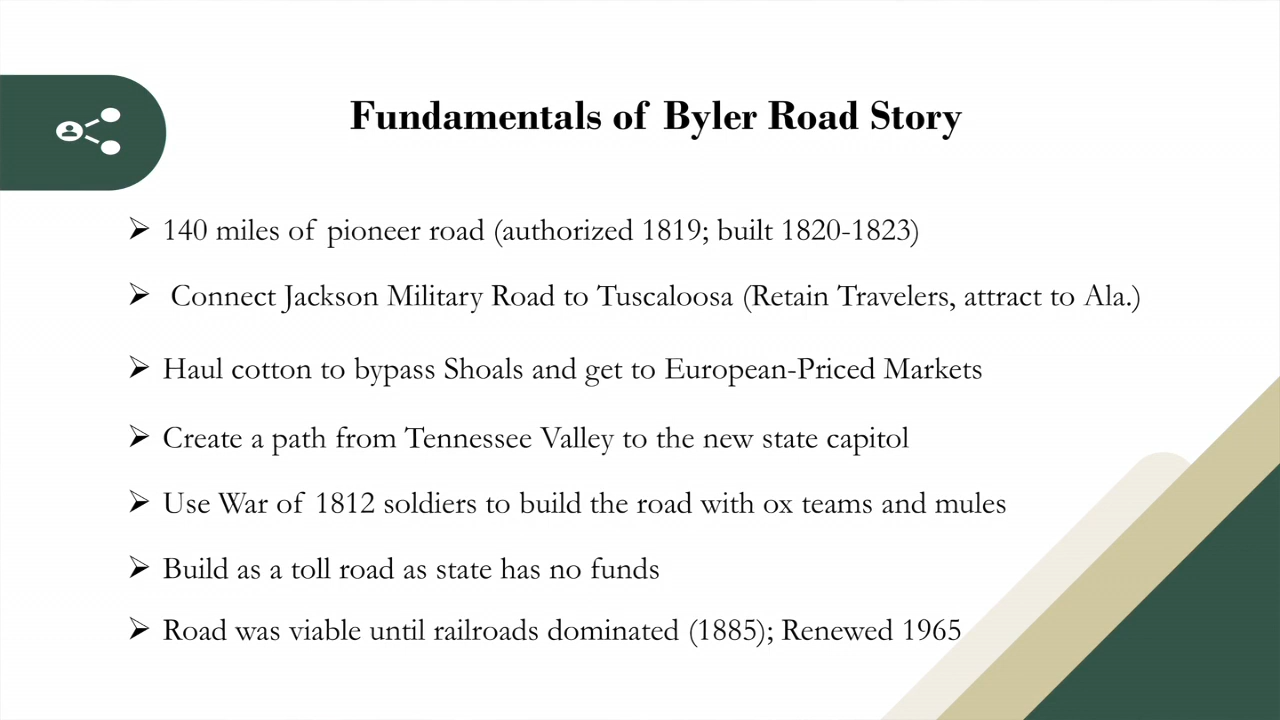 Fundamentals of Byler Road Story
➢ 140 miles of pioneer road (authorized 1819; built 1820-1823)
➢ Connect Jackson Military Road to Tuscaloosa (Retain Travelers, attract to Ala.)
➢ Haul cotton to bypass Shoals and get to European-Priced Markets
➢ Create a path from Tennessee Valley to the new state capitol
➢ Use War of 1812 soldiers to build the road with ox teams and mules
➢ Build as a toll road as state has no funds
➢ Road was viable until railroads dominated (1885); Renewed 1965